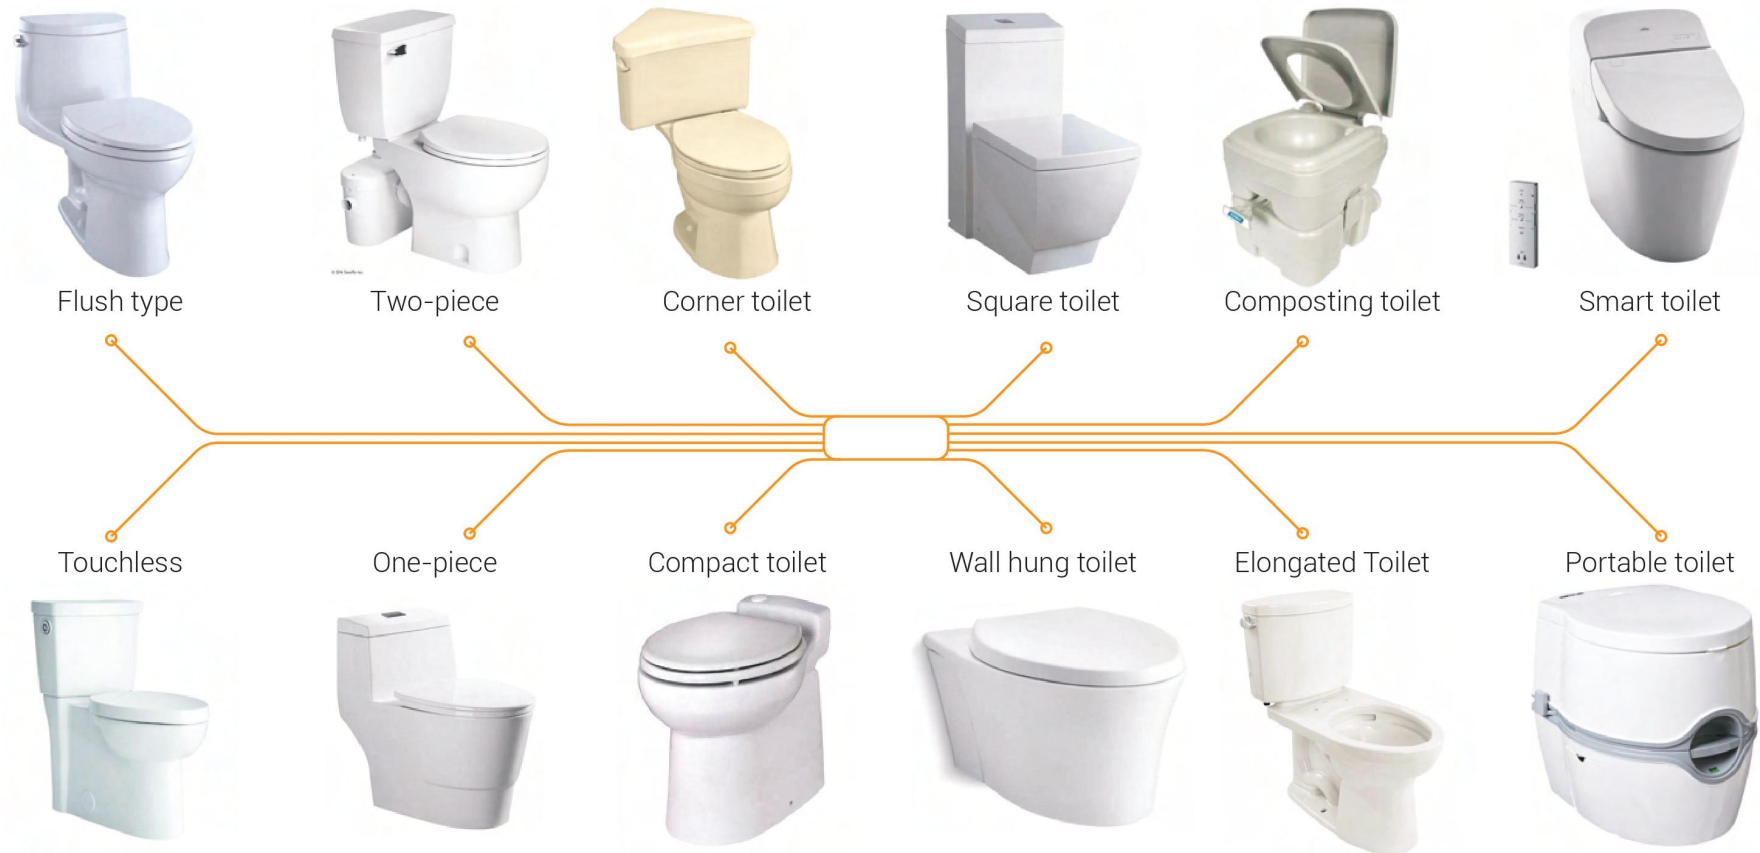 Flush type
Two-piece
Corner toilet
Square toilet
Composting toilet
Smart toilet
Touchless
One-piece
Compact toilet
Wall hung toilet
Elongated Toilet
Portable toilet